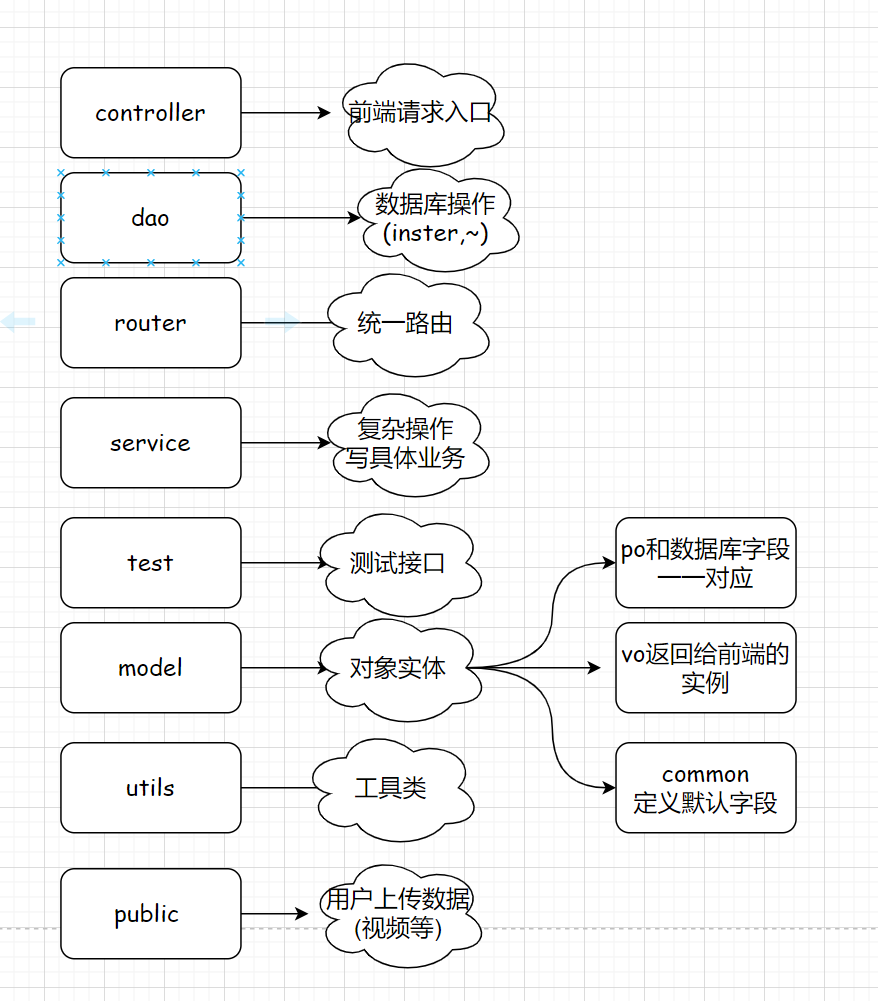 controller
前端请求入口
dao
数据库操作
(inster,~)
router
统一路由
service
复杂操作
写具体业务
test
测试接口
po和数据库字段
一一对应
model
对象实体
vo返回给前端的
实例
utils
工具类
common
定义默认字段
public
用户上传数据
(视频等)